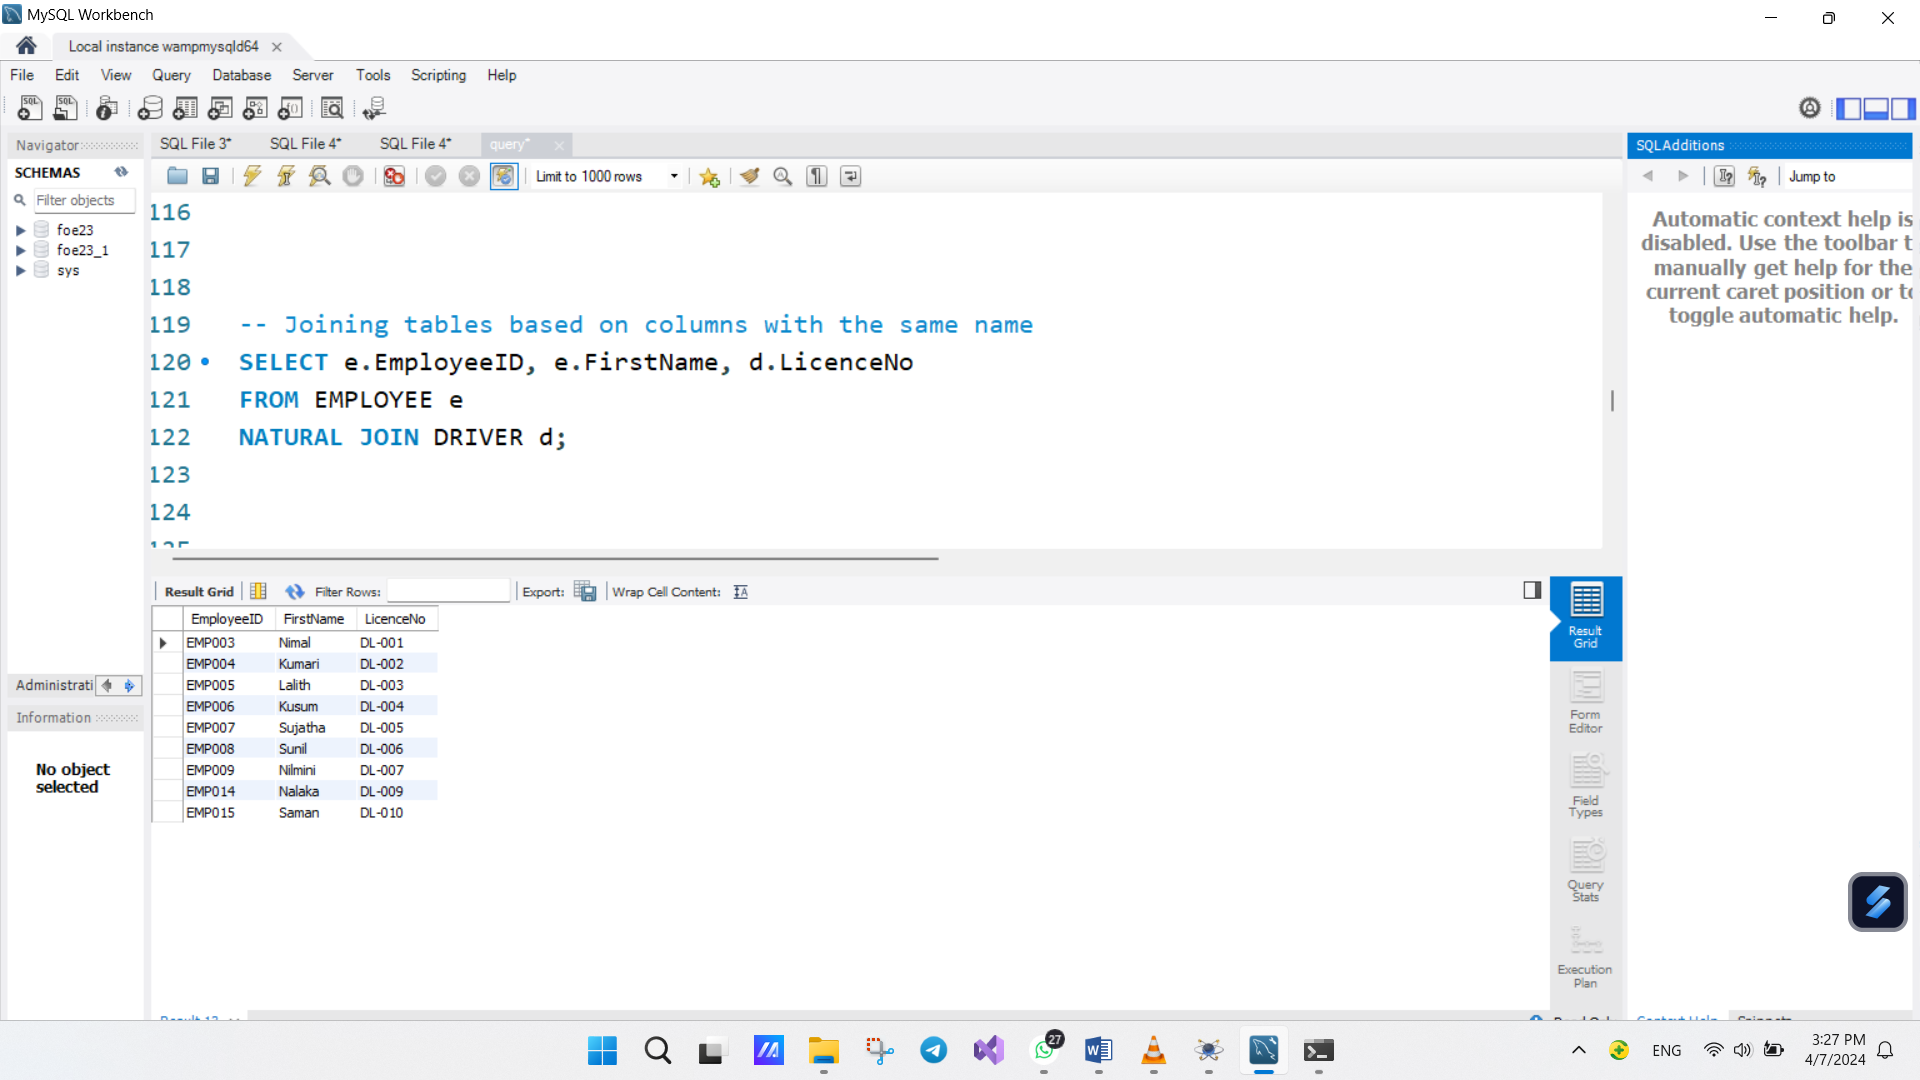 MySQL Workbench
Local instance wampmysqld64
File Edit View Query Database Server Tools Scripting Help
Navigator
SQL File 3* SQL File 4* SQL File 4* query*
SQLAdditions
SCHEMAS
Limit to 1000 rows
Jump to
Filter objects
foe23
foe23_1
sys
Automatic context help is
disabled. Use the toolbar t
manually get help for the
current caret position or to
toggle automatic help.
116
117
118
119 -- Joining tables based on columns with the same name
120 SELECT e.EmployeeID, e.FirstName, d.LicenceNo
121 FROM EMPLOYEE e
122 NATURAL JOIN DRIVER d;
123
124
125
Result Grid Filter Rows: Export: Wrap Cell Content:
EmployeeID FirstName LicenceNo
EMP003 Nimal DL-001
EMP004 Kumari DL-002
EMP005 Lalith DL-003
EMP006 Kusum DL-004
EMP007 Sujatha DL-005
EMP008 Sunil DL-006
EMP009 Nilmini DL-007
EMP014 Nalaka DL-009
EMP015 Saman DL-010
Administrati
Information
No object
selected
Result
Grid
Form
Editor
Field
Types
Query
Stats
Execution
Plan
27
ENG
3:27 PM
4/7/2024